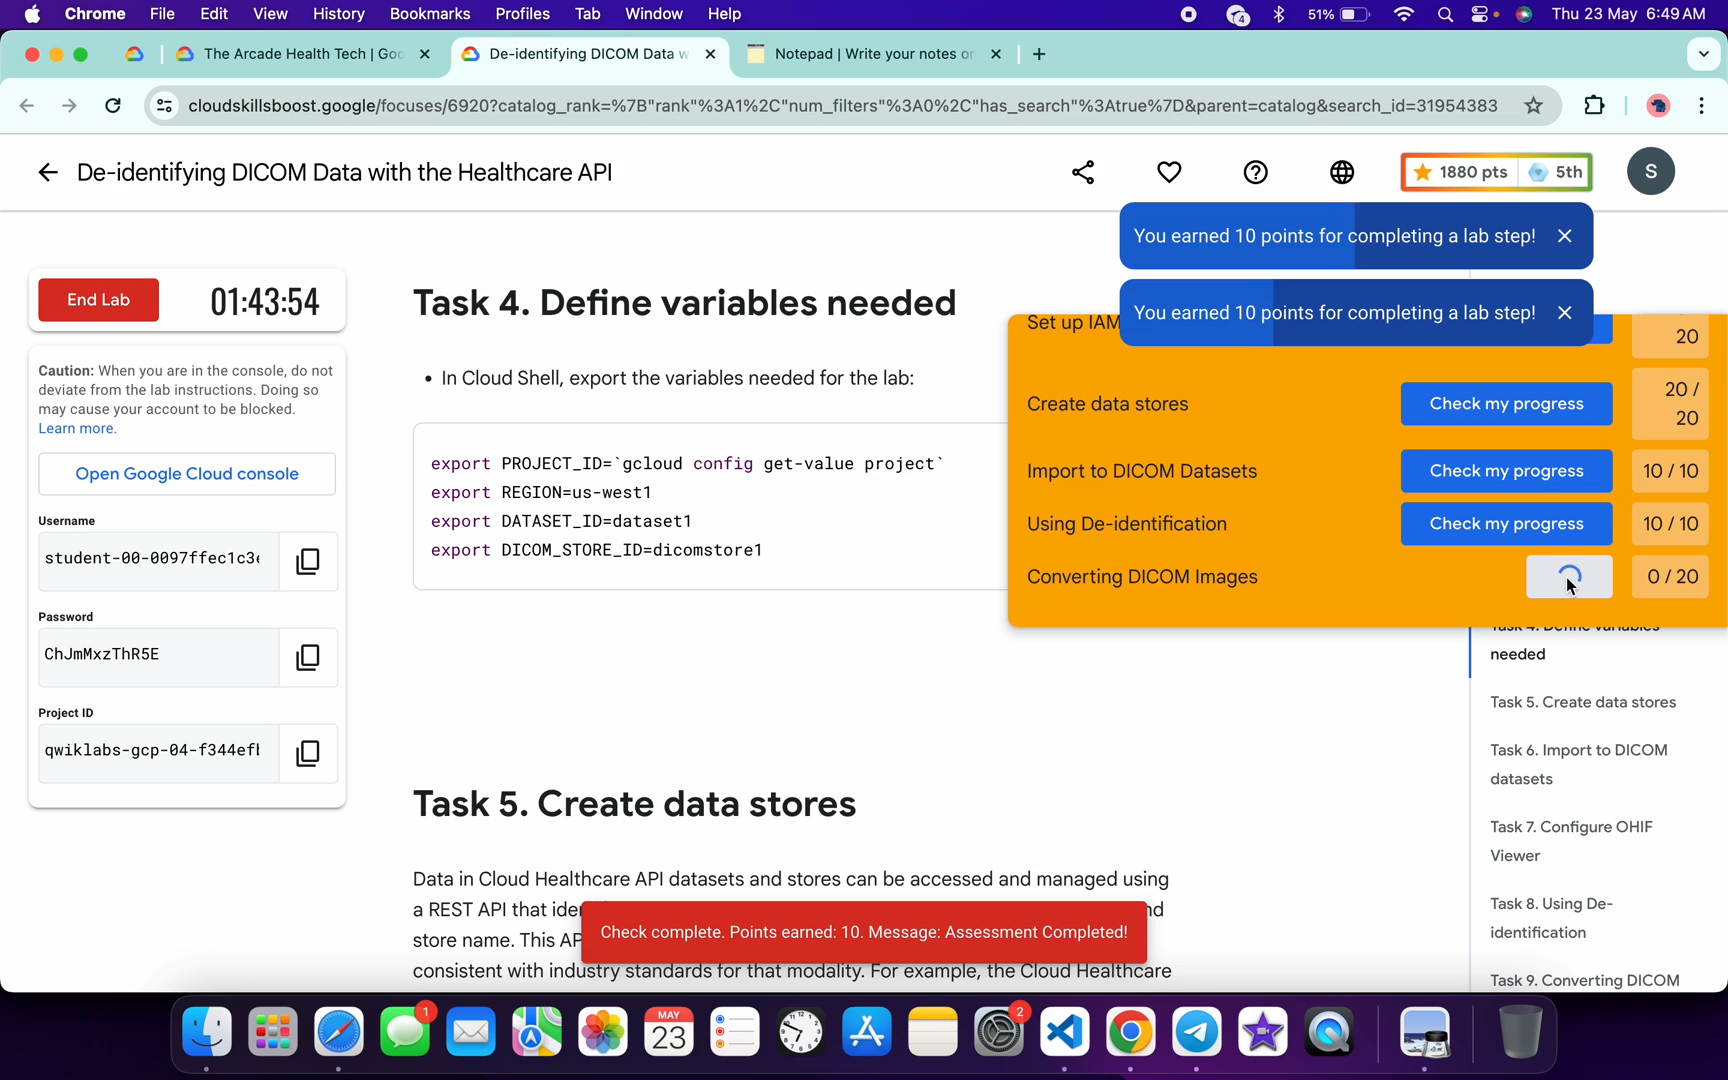 Chrome File Edit View History Bookmarks Profiles Tab Window Help 4 51% Thu 23 May 6:49 AM
The Arcade Health Tech | Goo
De-identifying DICOM Data w
Notepad | Write your notes on
cloudskillsboost.google/focuses/6920?catalog_rank=%7B"rank"%3A1%2C"num_filters"%3A0%2C"has_search"%3Atrue%7D&parent=catalog&search_id=31954383
De-identifying DICOM Data with the Healthcare API
1880 pts 5th
S
You earned 10 points for completing a lab step!
You earned 10 points for completing a lab step!
End Lab
01:43:54
Caution: When you are in the console, do not
deviate from the lab instructions. Doing so
may cause your account to be blocked.
Learn more.
Open Google Cloud console
Username
student-00-0097ffec1c3
Password
ChJmMxzThR5E
Project ID
qwiklabs-gcp-04-f344ef
Task 4. Define variables needed
• In Cloud Shell, export the variables needed for the lab:
export PROJECT_ID=`gcloud config get-value project`
export REGION=us-west1
export DATASET_ID=dataset1
export DICOM_STORE_ID=dicomstore1
Task 5. Create data stores
Data in Cloud Healthcare API datasets and stores can be accessed and managed using
a REST API that
store name. This AP
consistent with industry standards for that modality. For example, the Cloud Healthcare
Check complete. Points earned: 10. Message: Assessment Completed!
Set up IAM
20
Create data stores
Check my progress
20 /
20
Import to DICOM Datasets
Check my progress
10 / 10
Using De-identification
Check my progress
10 / 10
Converting DICOM Images
0 / 20
Task 4. Define variables
needed
Task 5. Create data stores
Task 6. Import to DICOM
datasets
Task 7. Configure OHIF
Viewer
Task 8. Using De-
identification
Task 9. Converting DICOM
1
MAY
23
2